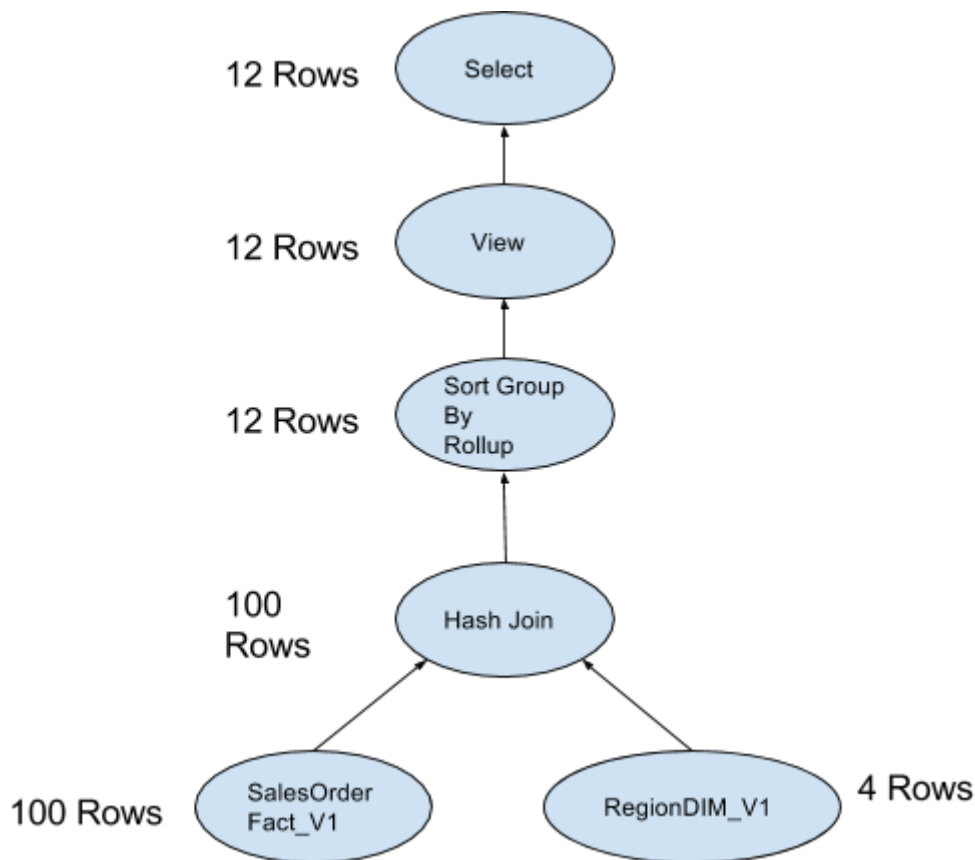 12 Rows
Select
12 Rows
View
12 Rows
Sort Group
By
Rollup
100
Rows
Hash Join
100 Rows
SalesOrder
Fact_V1
RegionDIM_V1
4 Rows